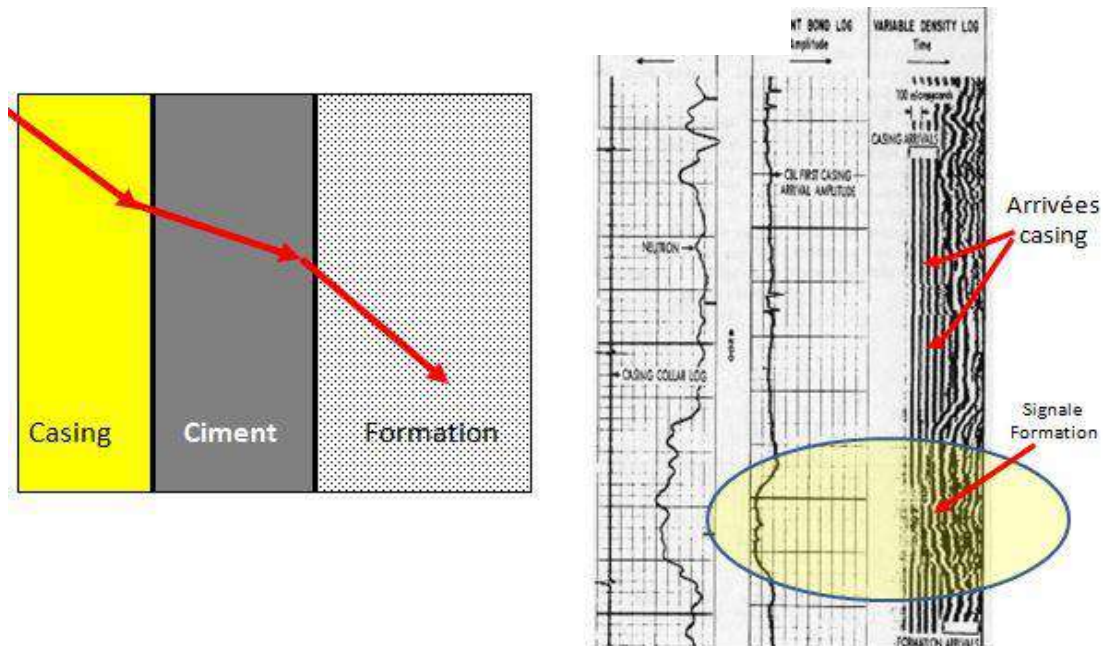 Casing
Ciment
Formation
NT BOND LOG
Amplitude
VARIABLE DENSITY LOG
Time
100 microseconds
CASING ARRIVALS
CBL FIRST CASING
ARRIVAL AMPLITUDE
NEUTRON
CASING COLLAR LOG
FORMATION ARRIVALS
Arrivées
casing
Signale
Formation